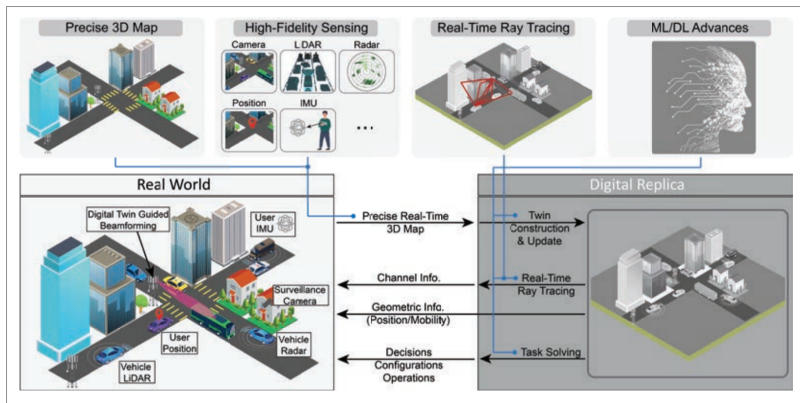 Precise 3D Map
High-Fidelity Sensing
Real-Time Ray Tracing
ML/DL Advances
Camera
LIDAR
Radar
Position
IMU
...
Real World
Digital Replica
Digital Twin Guided
Beamforming
User
IMU
Surveillance
Camera
User
Position
Vehicle
Radar
Vehicle
LiDAR
Precise Real-Time
3D Map
Twin
Construction
& Update
Channel Info.
Real-Time
Ray Tracing
Geometric Info.
(Position/Mobility)
Decisions
Configurations
Operations
Task Solving